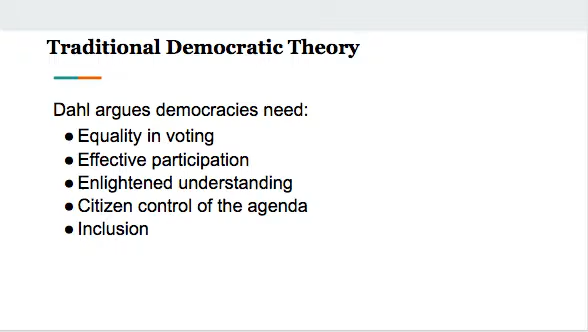 Traditional Democratic Theory
Dahl argues democracies need:
● Equality in voting
● Effective participation
● Enlightened understanding
● Citizen control of the agenda
● Inclusion